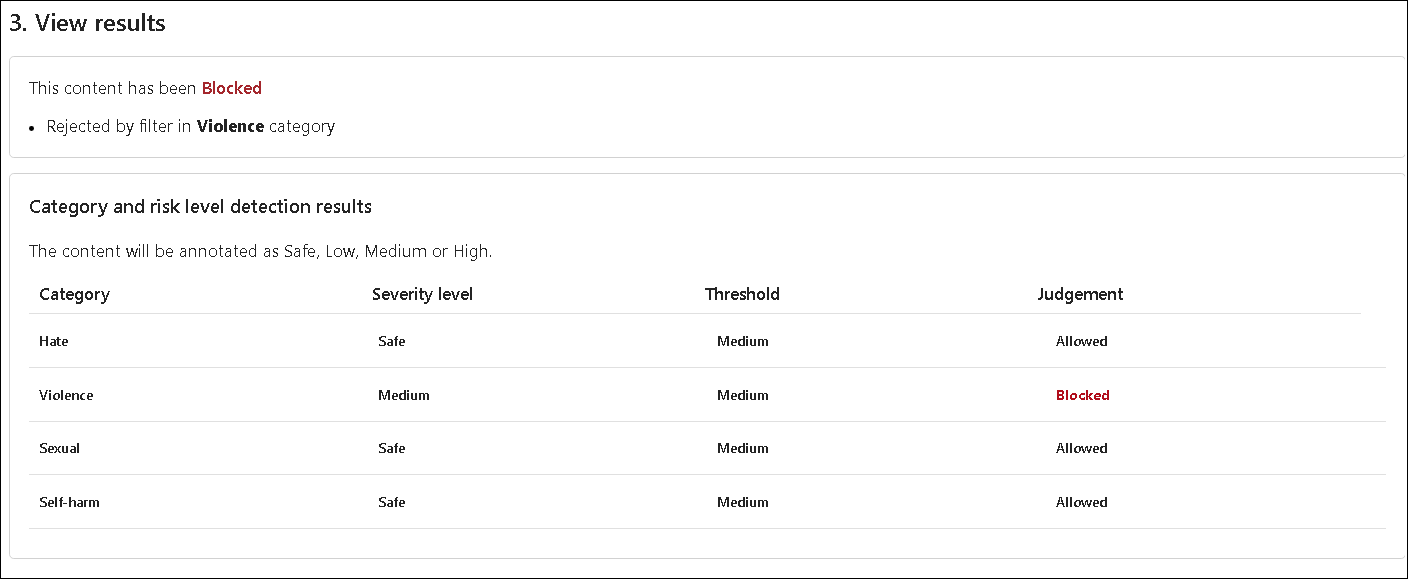 3. View results
This content has been Blocked
• Rejected by filter in Violence category
Category and risk level detection results
The content will be annotated as Safe, Low, Medium or High.
Category Severity level Threshold Judgement
Hate Safe Medium Allowed
Violence Medium Medium Blocked
Sexual Safe Medium Allowed
Self-harm Safe Medium Allowed